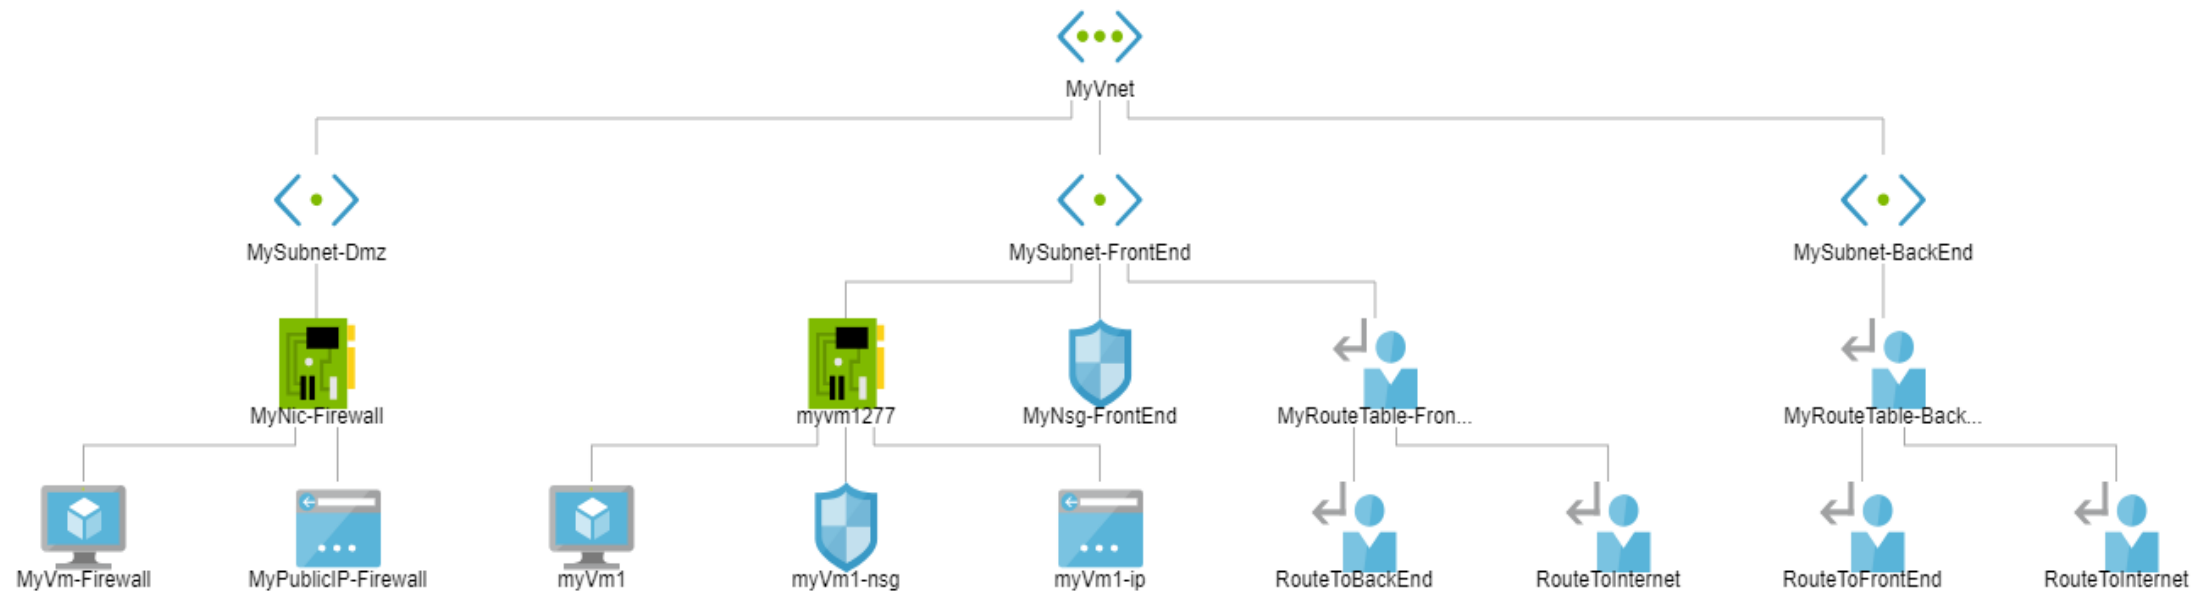 MyVnet
MySubnet-Dmz
MySubnet-FrontEnd
MySubnet-BackEnd
MyNic-Firewall
myvm1277
MyNsg-FrontEnd
MyRouteTable-Fron...
MyRouteTable-Back...
MyVm-Firewall
MyPublicIP-Firewall
myVm1
myVm1-nsg
myVm1-ip
RouteToBackEnd
RouteToInternet
RouteToFrontEnd
RouteToInternet